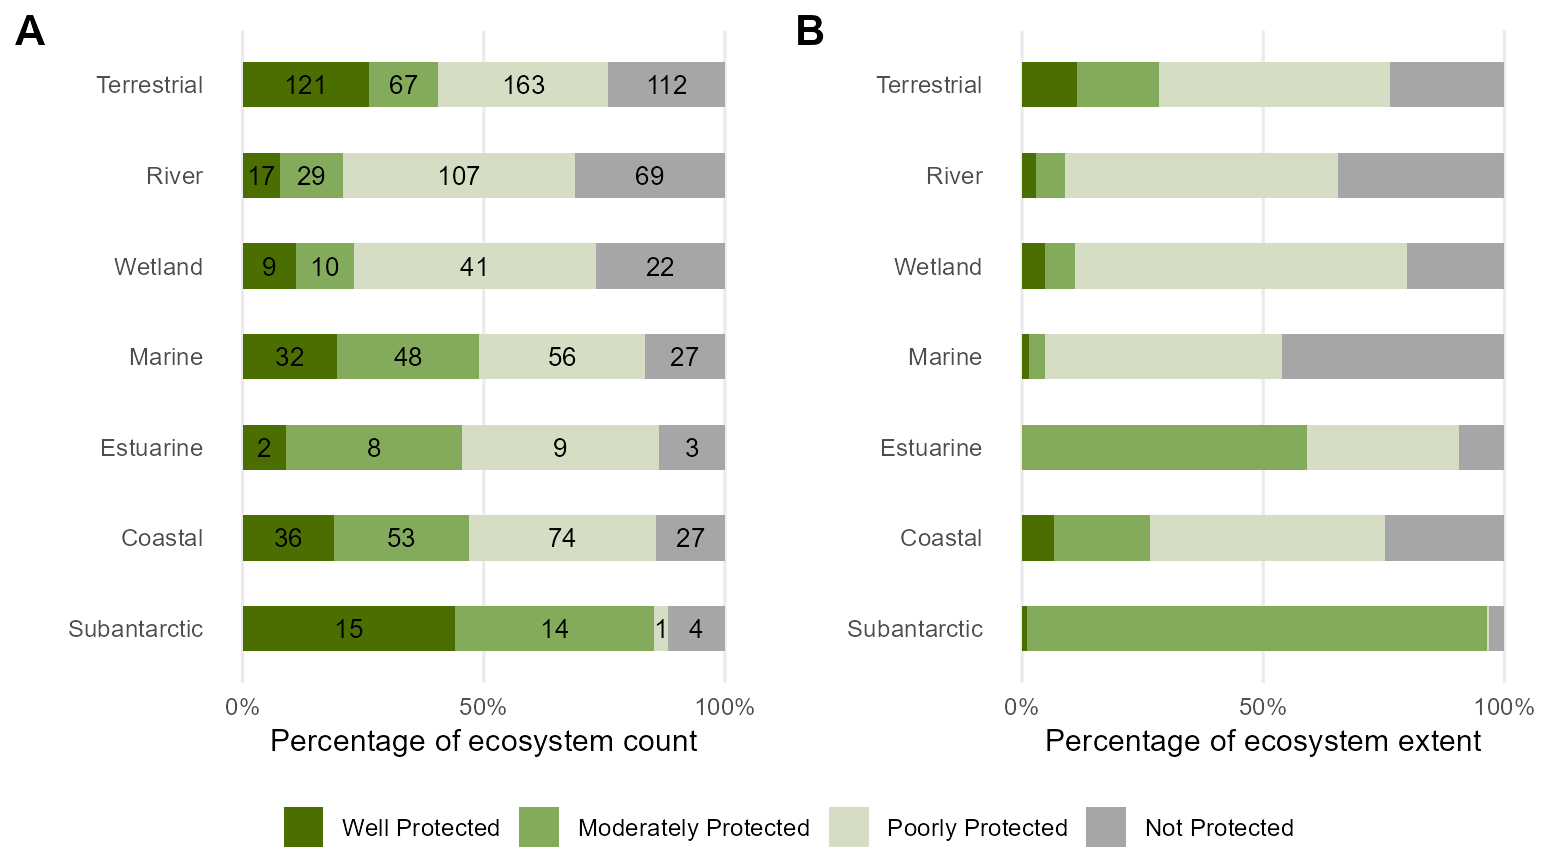 A
Terrestrial 121 67 163 112
River 17 29 107 69
Wetland 9 10 41 22
Marine 32 48 56 27
Estuarine 2 8 9 3
Coastal 36 53 74 27
Subantarctic 15 14 1 4
0% 50% 100%
Percentage of ecosystem count
B
Terrestrial
River
Wetland
Marine
Estuarine
Coastal
Subantarctic
0% 50% 100%
Percentage of ecosystem extent
Well Protected Moderately Protected Poorly Protected Not Protected